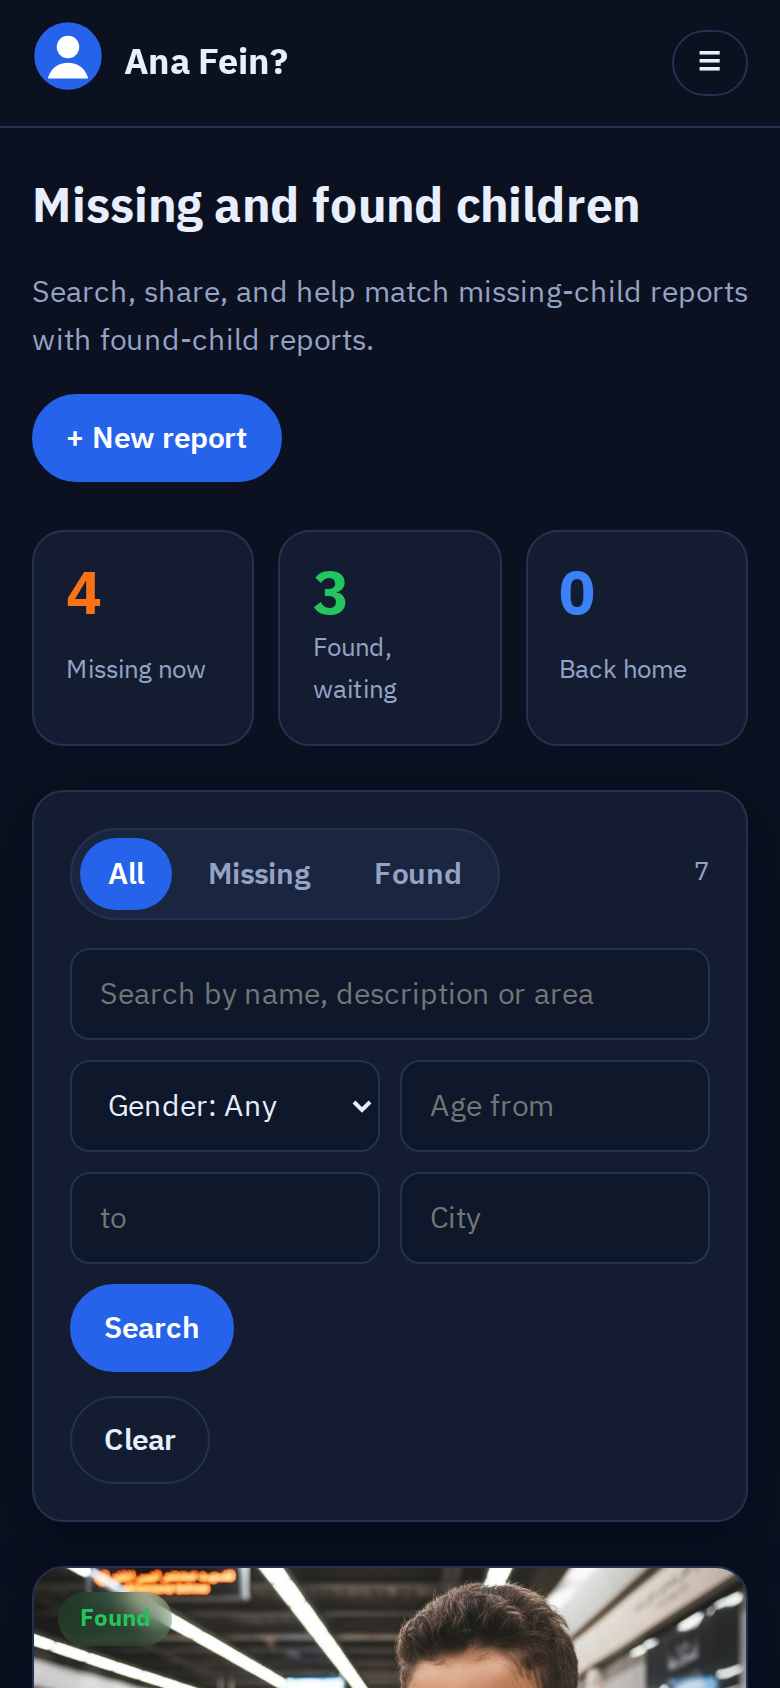 Ana Fein?
Missing and found children
Search, share, and help match missing-child reports
with found-child reports.
+ New report
4
Missing now
3
Found,
waiting
0
Back home
All
Missing
Found
7
Search by name, description or area
Gender: Any
Age from
to
City
Search
Clear
Found